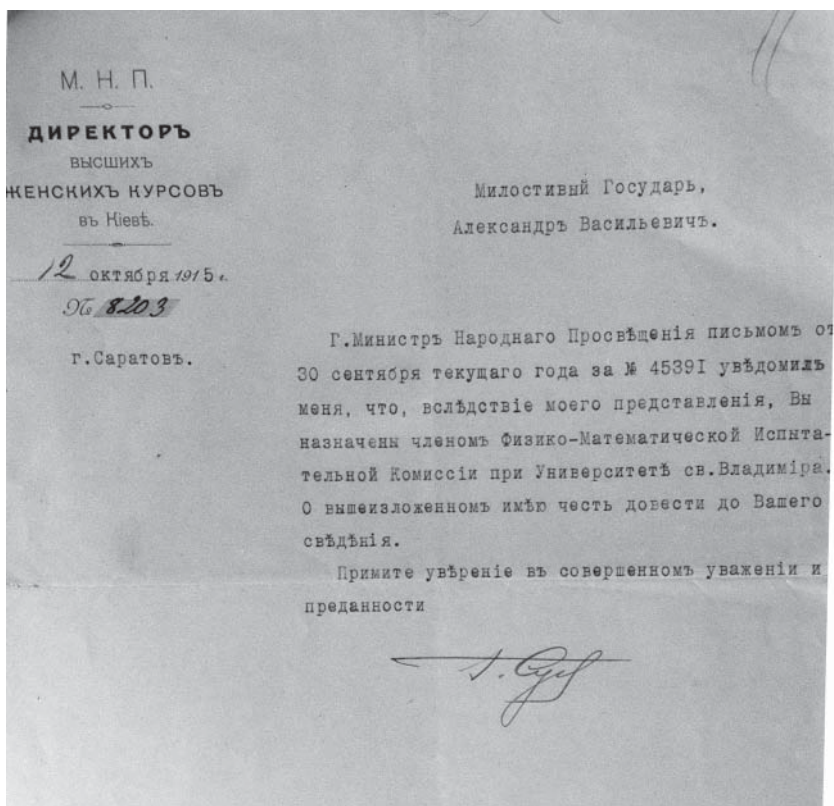 М. Н. П.
ДИРЕКТОРЪ
ВЫСШИХЪ
ЖЕНСКИХЪ КУРСОВЪ
въ Кіевѣ.
12 октября 1915 г.
№ 8203
г.Саратовъ.
Милостивый Государь,
Александръ Васильевичъ.
Г.Министръ Народнаго Просвѣщенія письмомъ от
30 сентября текущаго года за № 45391 увѣдомилъ
меня, что, вслѣдствіе моего представленія, Вы
назначены членомъ Физико-Математической Испыта-
тельной Комиссіи при Университетѣ св.Владиміра.
О вышеизложенномъ имѣю честь довести до Вашего
свѣдѣнія.
Примите увѣреніе въ совершенномъ уваженіи и
преданности